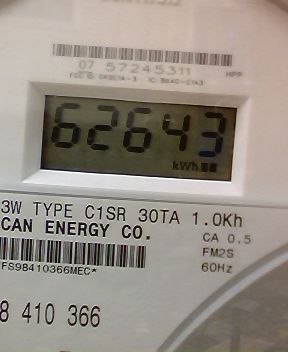 07 57245311 HPP
62643
kWh
3W TYPE C1SR 30TA 1.0Kh
CAN ENERGY CO.
CA 0.5
FM2S
60Hz
FS98410366MEC*
8 410 366